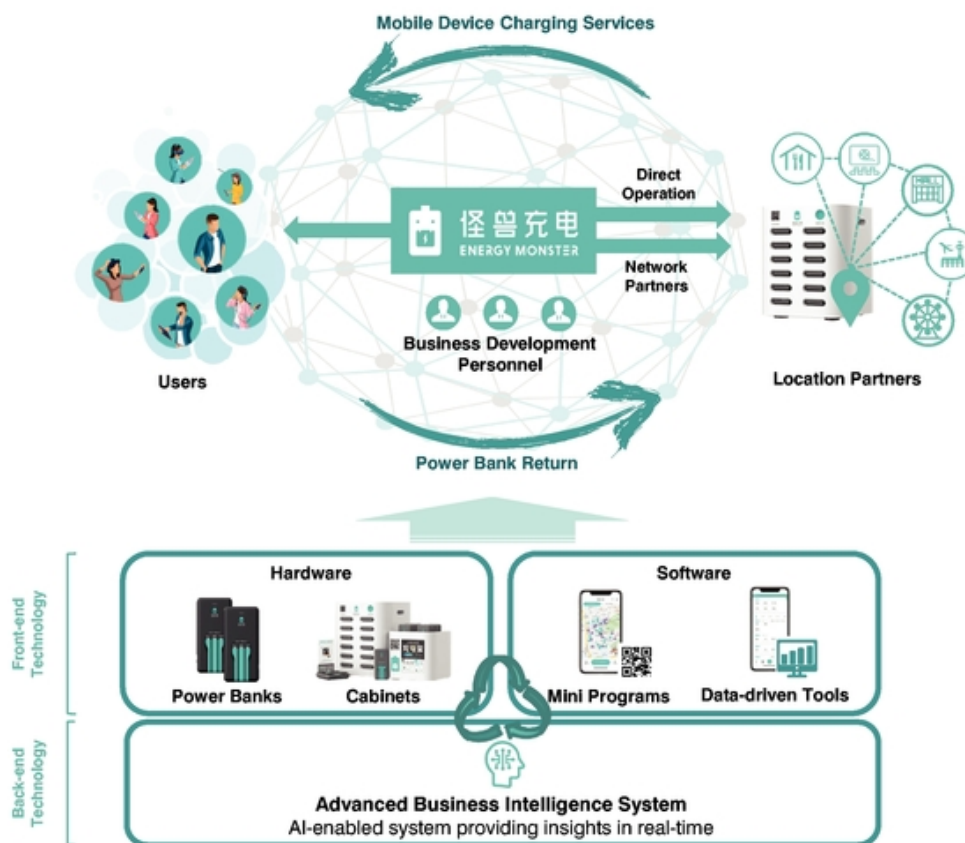 Mobile Device Charging Services
Direct
Operation
怪兽充电
ENERGY MONSTER
Network
Partners
Business Development
Personnel
Users
Location Partners
Power Bank Return
Front-end
Technology
Hardware
Power Banks
Cabinets
Software
Mini Programs
Data-driven Tools
Back-end
Technology
Advanced Business Intelligence System
AI-enabled system providing insights in real-time